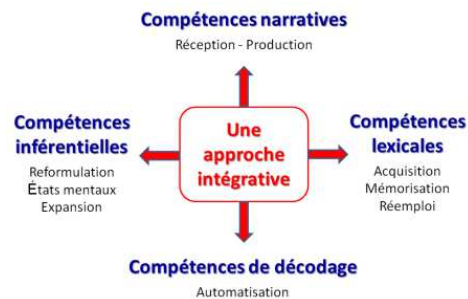 Compétences narratives
Réception - Production
Compétences
inférentielles
Reformulation
États mentaux
Expansion
Une
approche
intégrative
Compétences
lexicales
Acquisition
Mémorisation
Réemploi
Compétences de décodage
Automatisation